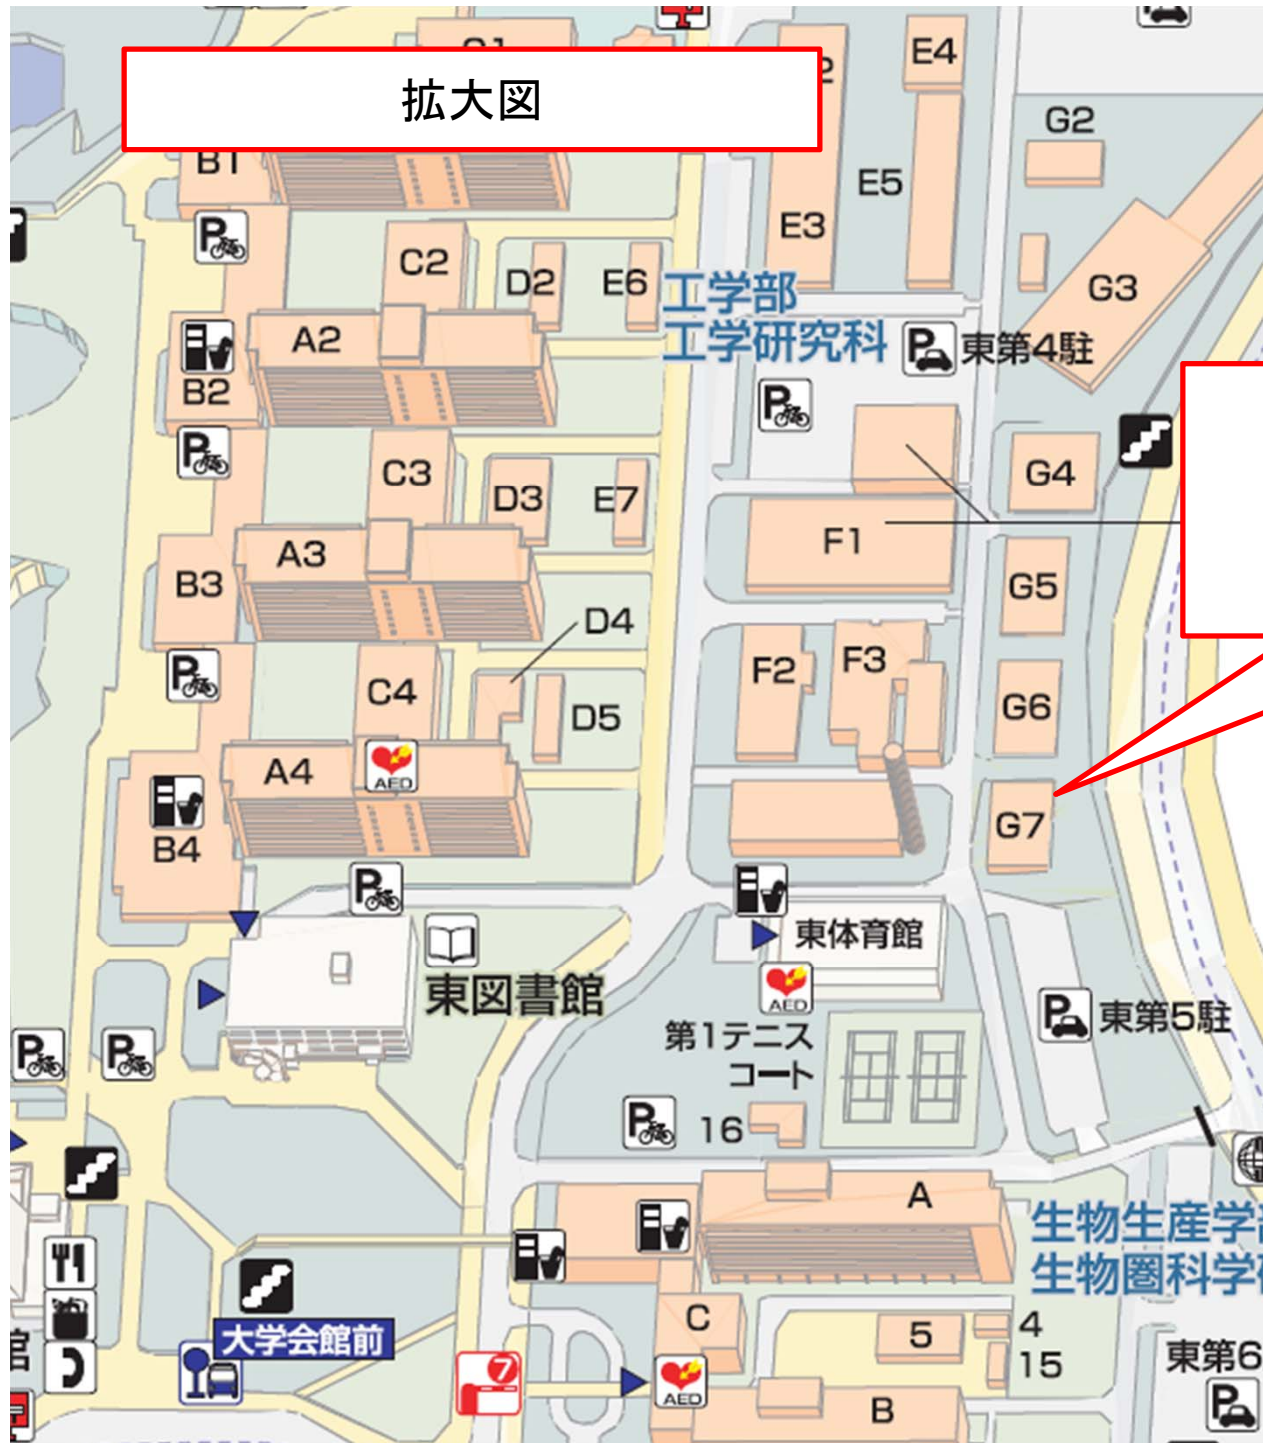 拡大図
E4
G2
B1
E5
E3
C2
D2
E6
G3
工学部
工学研究科
A2
東第4駐
B2
C3
D3
E7
G4
F1
A3
B3
G5
D4
F2
F3
C4
D5
G6
A4
AED
G7
B4
東体育館
東図書館
AED
東第5駐
第1テニス
コート
16
A
生物生産学
生物圏科学
大学会館前
C
5
4
15
7
AED
B
東第6